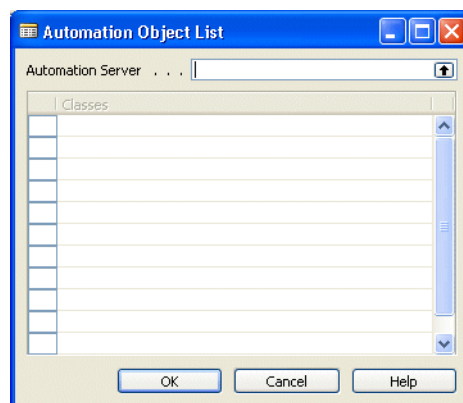 Automation Object List
Automation Server . . .
Classes
OK Cancel Help